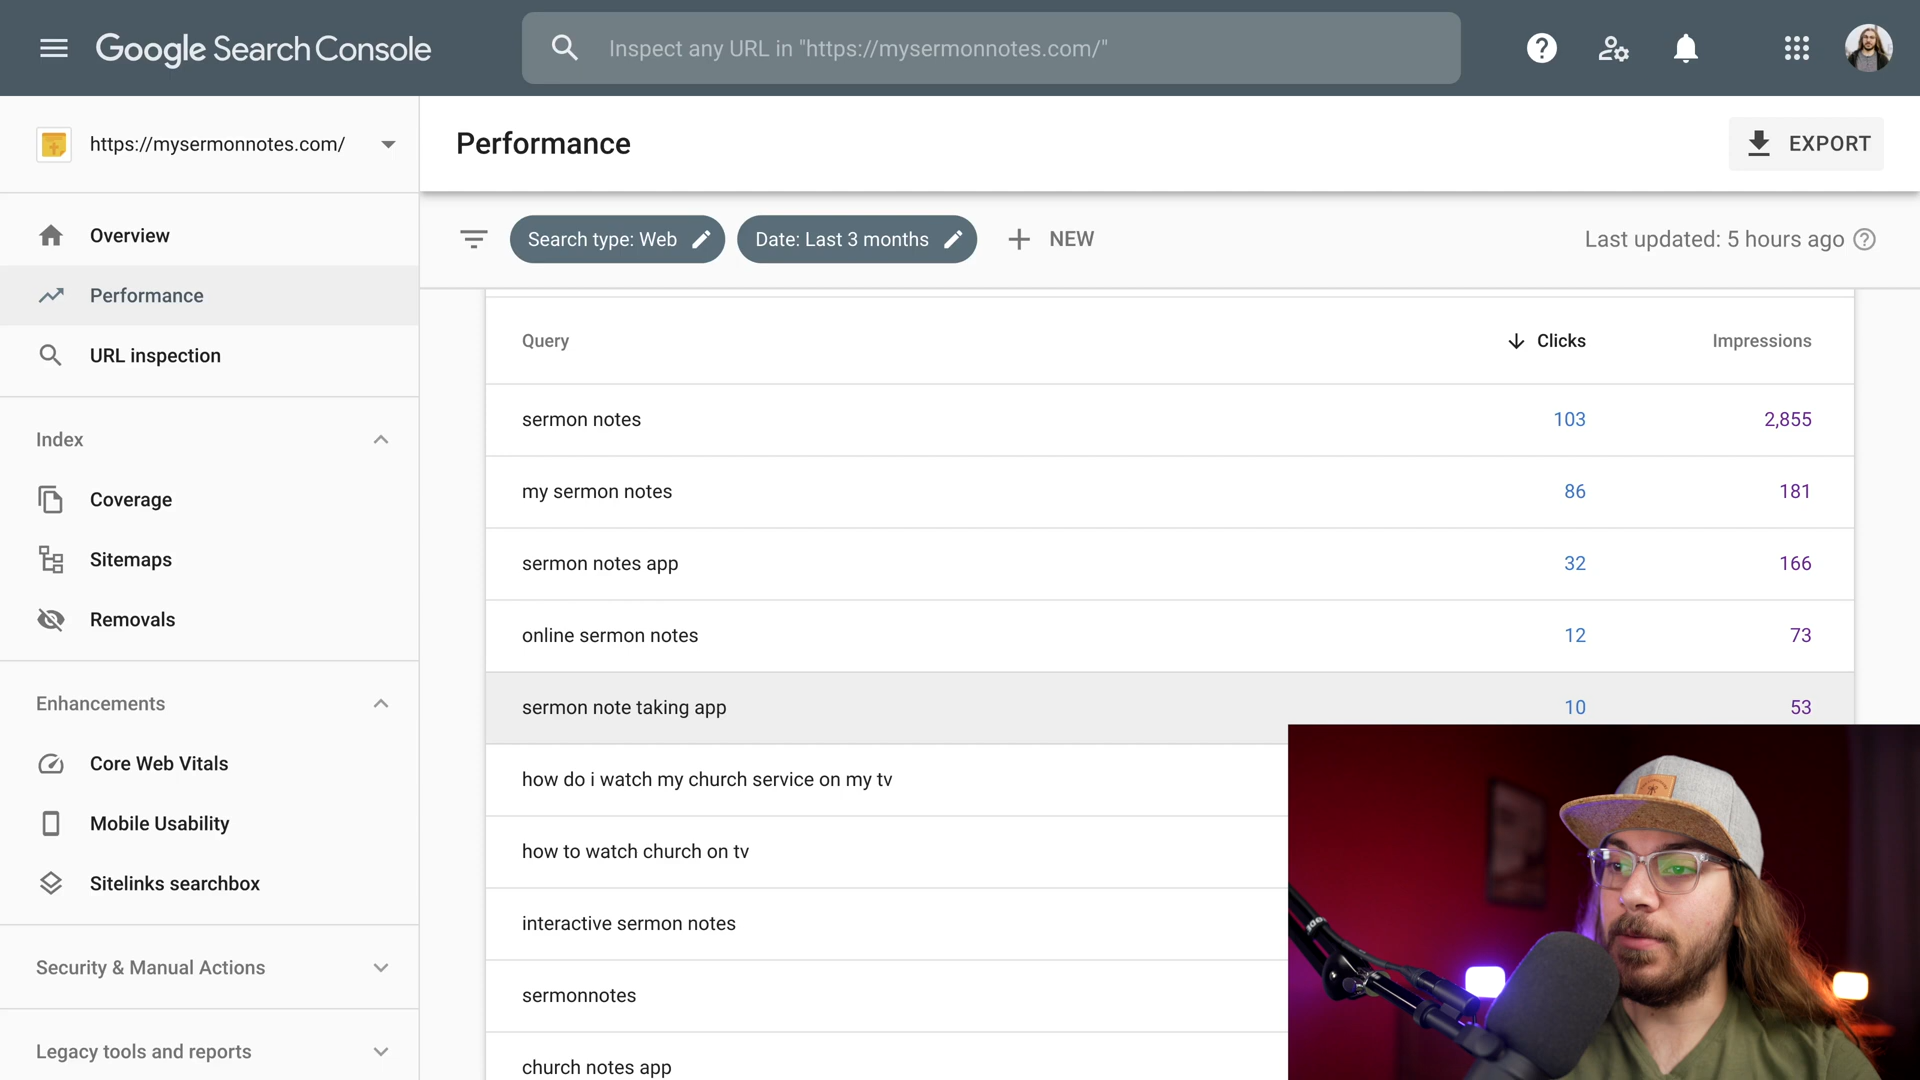 Google Search Console
Inspect any URL in "https://mysermonnotes.com/"
https://mysermonnotes.com/
Performance
EXPORT
Overview
Performance
URL inspection
Index
Coverage
Sitemaps
Removals
Enhancements
Core Web Vitals
Mobile Usability
Sitelinks searchbox
Security & Manual Actions
Legacy tools and reports
Search type: Web
Date: Last 3 months
NEW
Last updated: 5 hours ago
Query Clicks Impressions
sermon notes 103 2,855
my sermon notes 86 181
sermon notes app 32 166
online sermon notes 12 73
sermon note taking app 10 53
how do i watch my church service on my tv
how to watch church on tv
interactive sermon notes
sermonnotes
church notes app